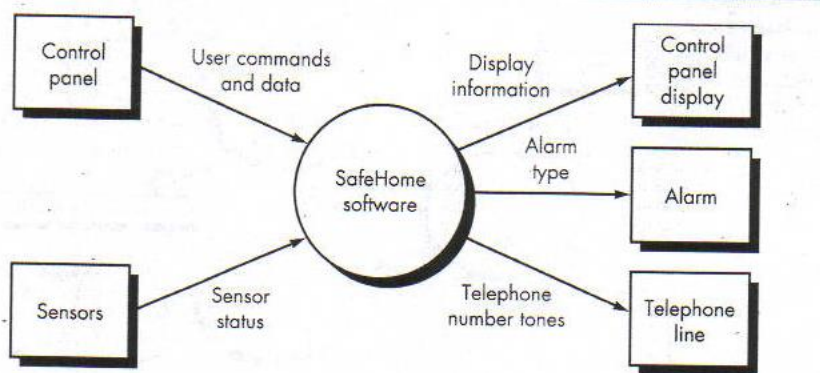 Control
panel
User commands
and data
Display
information
Control
panel
display
SafeHome
software
Alarm
type
Alarm
Sensors
Sensor
status
Telephone
number tones
Telephone
line